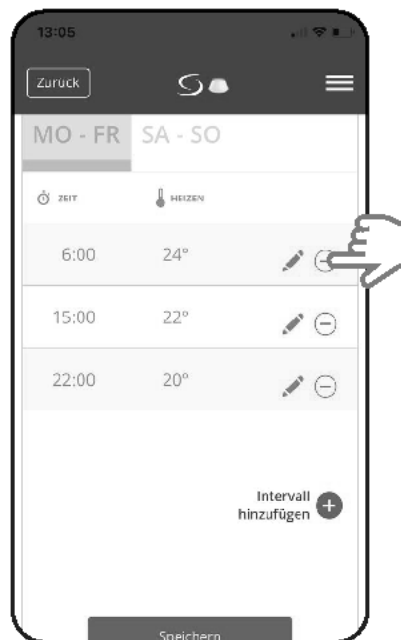 13:05
Zurück
MO - FR SA - SO
ZEIT HEIZEN
6:00 24°
15:00 22°
22:00 20°
Intervall
hinzufügen
Speichern